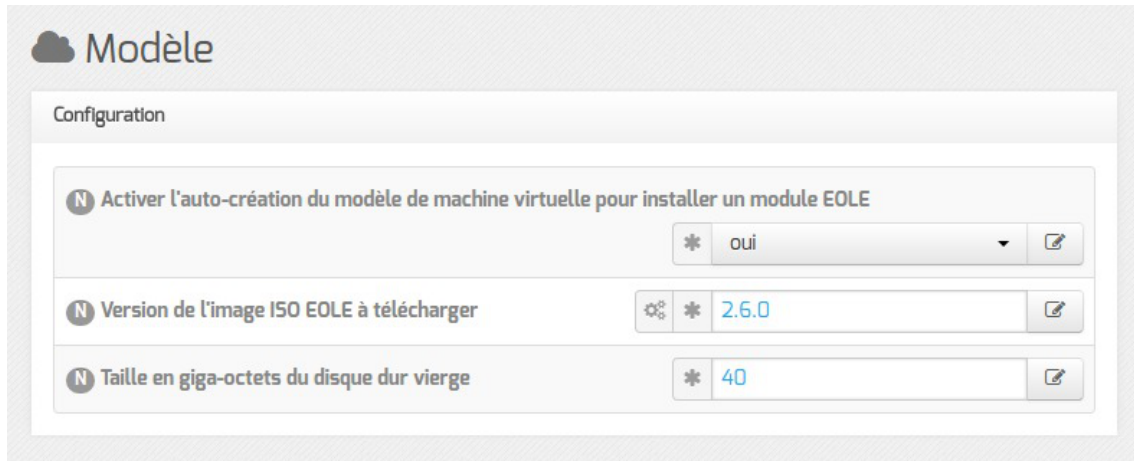 Modèle
Configuration
N Activer l'auto-création du modèle de machine virtuelle pour installer un module EOLE
* oui
N Version de l'image ISO EOLE à télécharger * 2.6.0
N Taille en giga-octets du disque dur vierge * 40